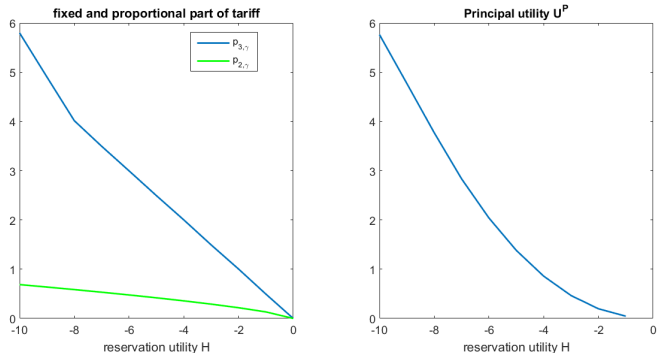 fixed and proportional part of tariff
p3,γ
p2,γ
6
5
4
3
2
1
0
-10 -8 -6 -4 -2 0
reservation utility H
Principal utility U^P
6
5
4
3
2
1
0
-10 -8 -6 -4 -2 0
reservation utility H